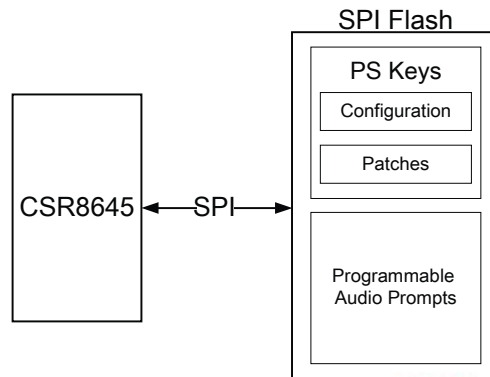 SPI Flash
PS Keys
Configuration
Patches
CSR8645
SPI
Programmable
Audio Prompts